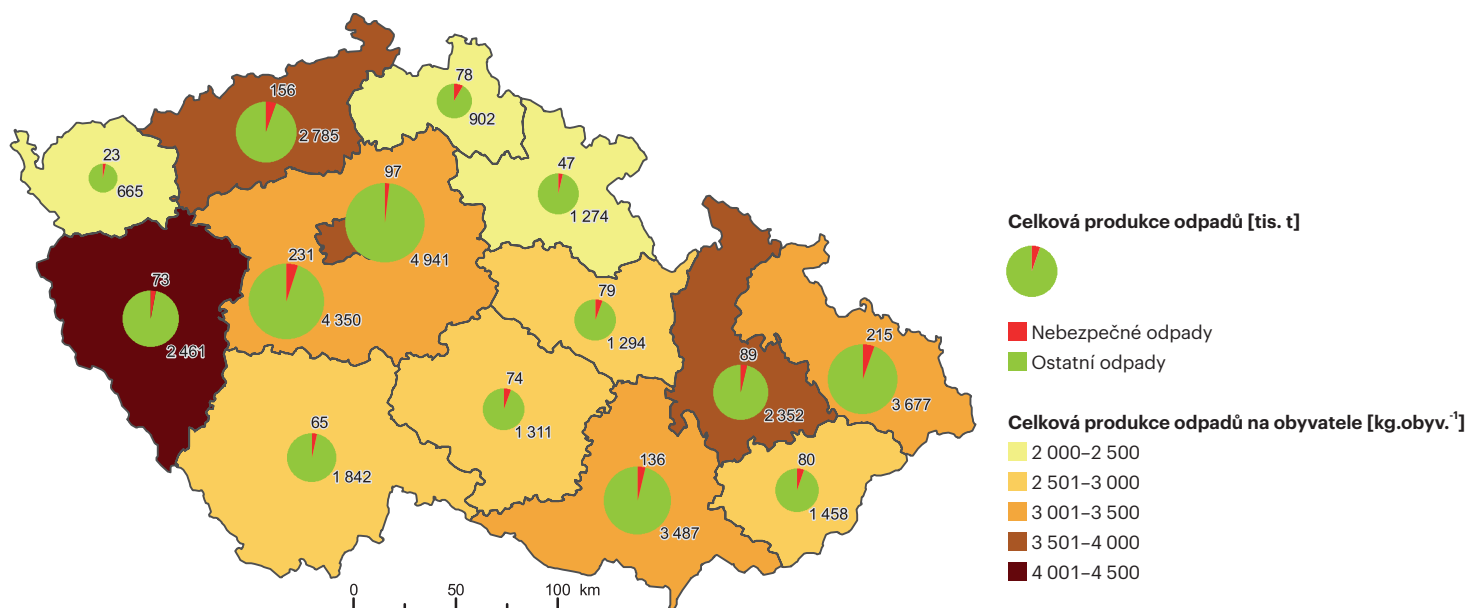 78
156
902
2 785
23
47
97
665
1 274
231
4 941
73
79
4 350
215
1 294
2 461
89
74
3 677
2 352
1 311
65
136
80
1 842
1 458
3 487
0 50 100 km
Celková produkce odpadů [tis. t]
Nebezpečné odpady
Ostatní odpady
Celková produkce odpadů na obyvatele [kg.obyv.⁻¹]
2 000–2 500
2 501–3 000
3 001–3 500
3 501–4 000
4 001–4 500